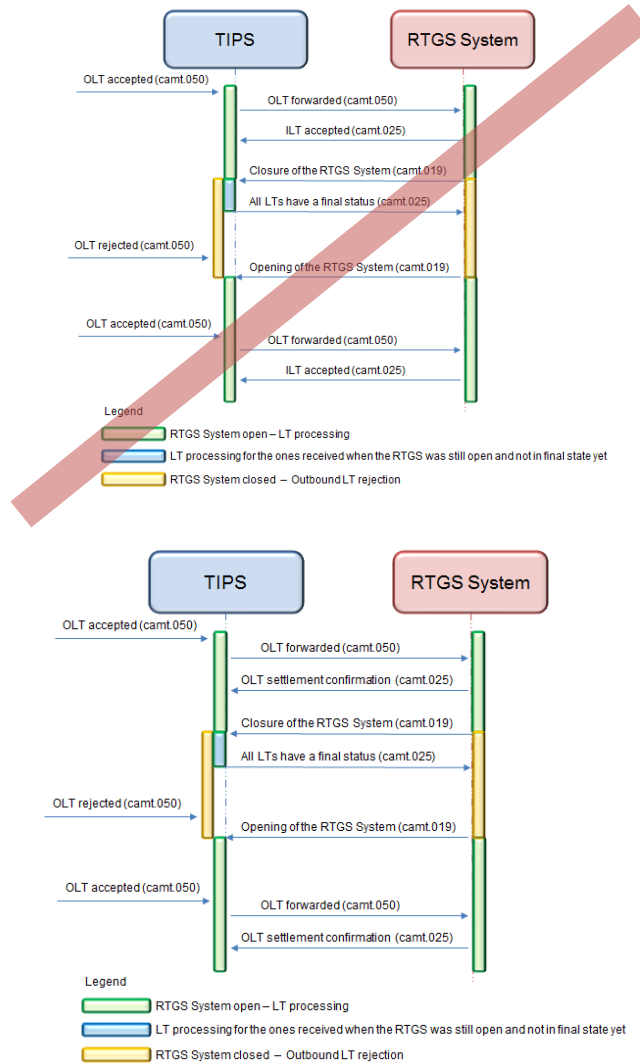 TIPS
RTGS System
OLT accepted (camt.050)
OLT forwarded (camt.050)
ILT accepted (camt.025)
Closure of the RTGS System (camt.019)
All LTs have a final status (camt.025)
OLT rejected (camt.050)
Opening of the RTGS System (camt.019)
OLT accepted (camt.050)
OLT forwarded (camt.050)
ILT accepted (camt.025)
Legend
RTGS System open – LT processing
LT processing for the ones received when the RTGS was still open and not in final state yet
RTGS System closed – Outbound LT rejection
TIPS
RTGS System
OLT accepted (camt.050)
OLT forwarded (camt.050)
OLT settlement confirmation (camt.025)
Closure of the RTGS System (camt.019)
All LTs have a final status (camt.025)
OLT rejected (camt.050)
Opening of the RTGS System (camt.019)
OLT accepted (camt.050)
OLT forwarded (camt.050)
OLT settlement confirmation (camt.025)
Legend
RTGS System open – LT processing
LT processing for the ones received when the RTGS was still open and not in final state yet
RTGS System closed – Outbound LT rejection